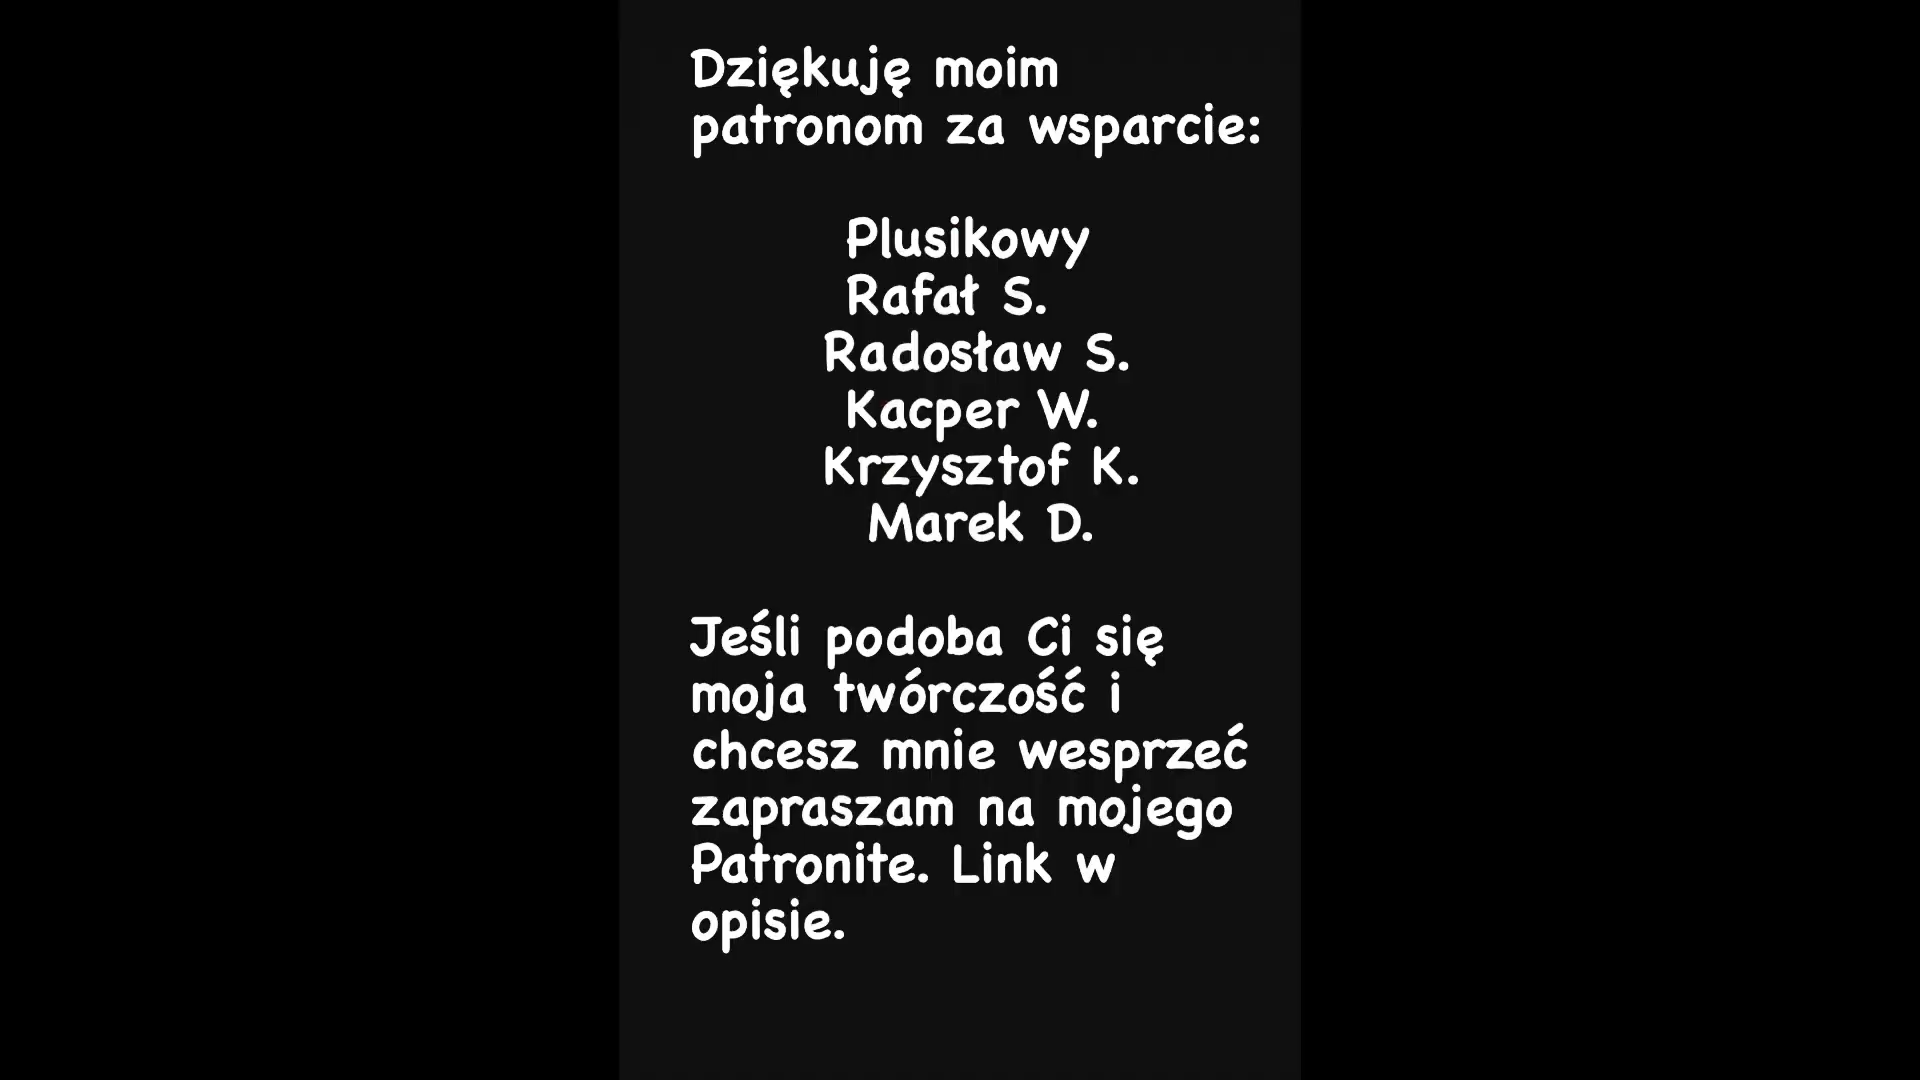 Dziękuję moim
patronom za wsparcie:
Plusikowy
Rafał S.
Radosław S.
Kacper W.
Krzysztof K.
Marek D.
Jeśli podoba Ci się
moja twórczość i
chcesz mnie wesprzeć
zapraszam na mojego
Patronite. Link w
opisie.